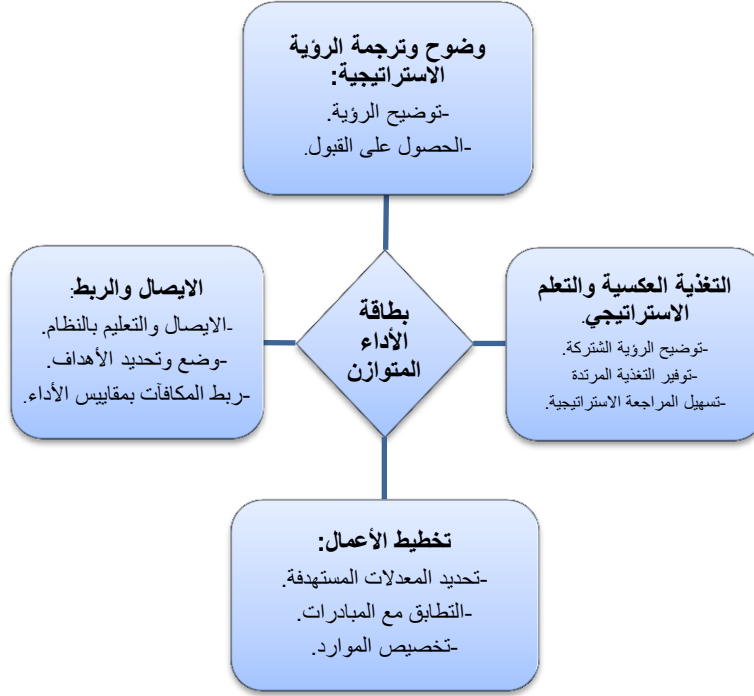 وضوح وترجمة الرؤية
الاستراتيجية:
-توضيح الرؤية.
-الحصول على القبول.
التغذية العكسية والتعلم
الاستراتيجي.
-توضيح الرؤية الشتركة.
-توفير التغذية المرتدة
-تسهيل المراجعة الاستراتيجية.
بطاقة
الأداء
المتوازن
الايصال والربط:
-الايصال والتعليم بالنظام.
-وضع وتحديد الأهداف.
-ربط المكافآت بمقاييس الأداء.
تخطيط الأعمال:
-تحديد المعدلات المستهدفة.
-التطابق مع المبادرات.
-تخصيص الموارد.